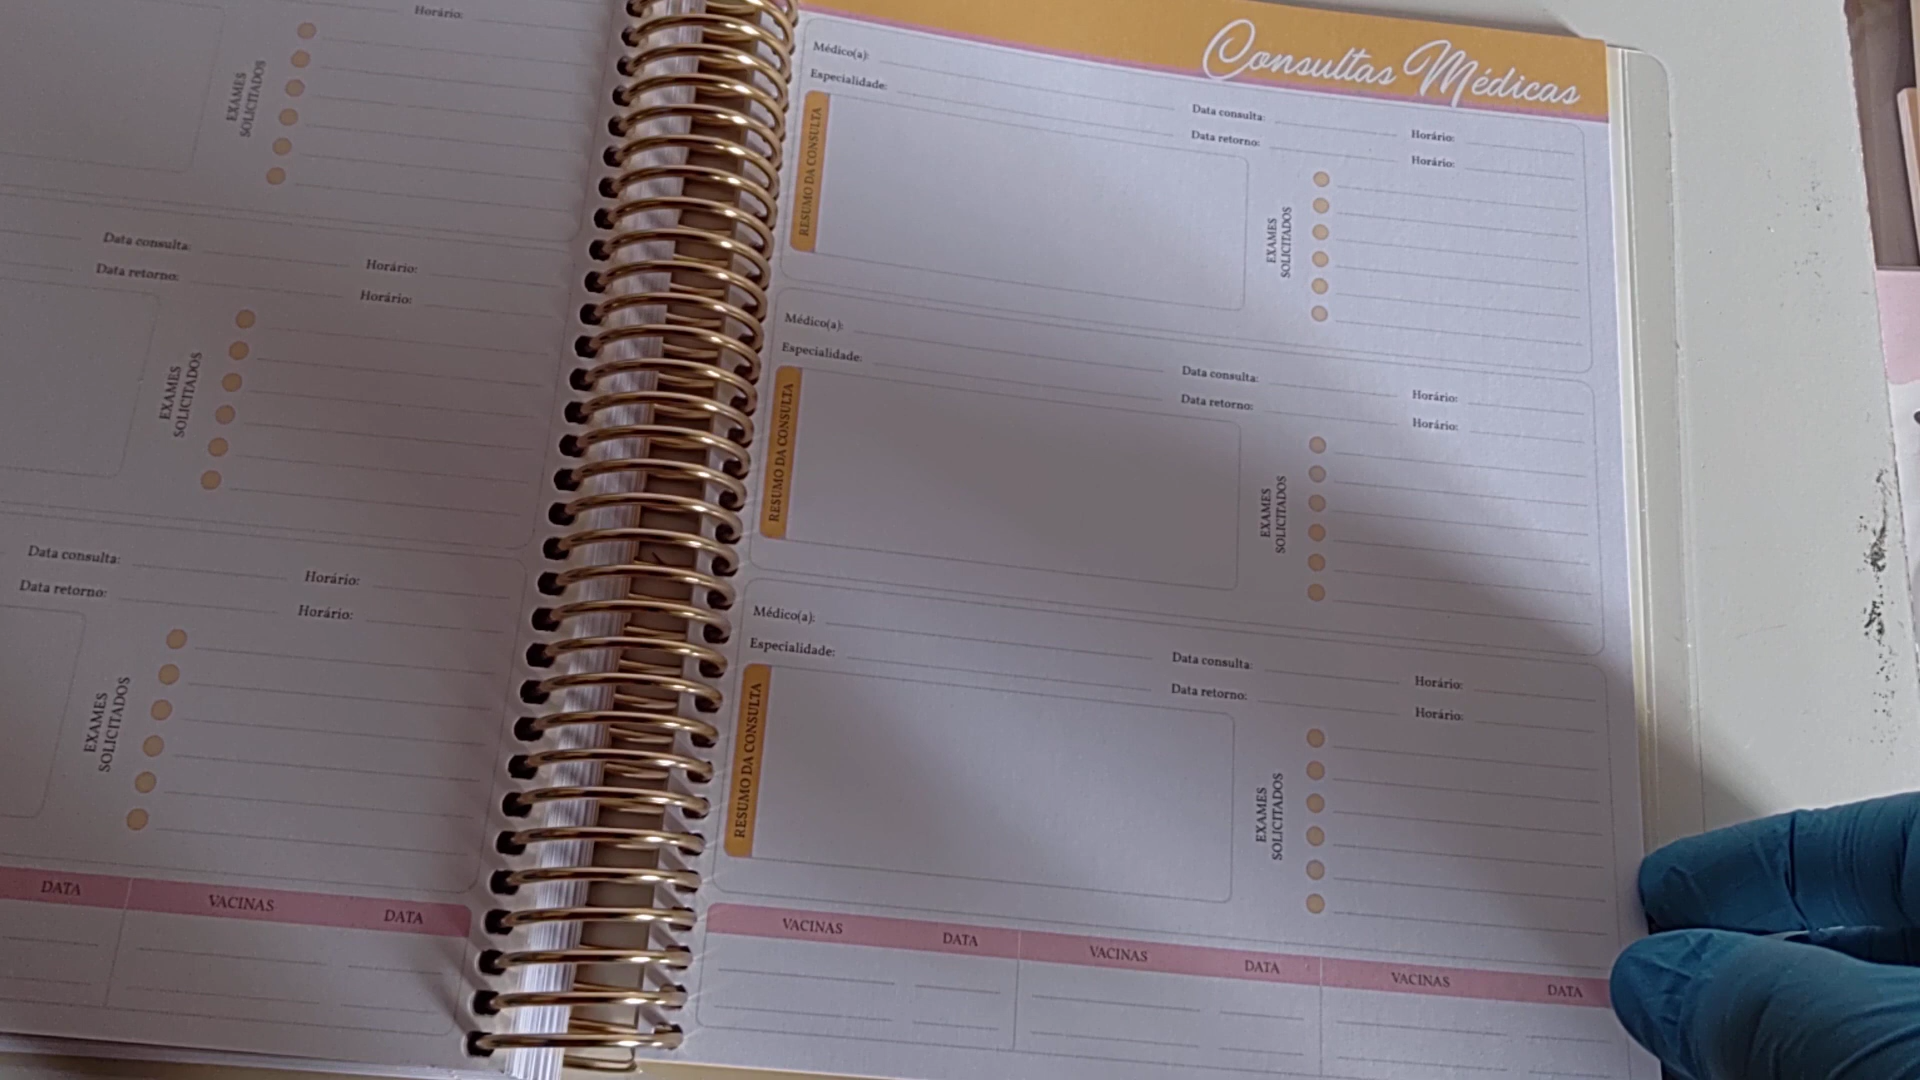 Horário:
EXAMES
SOLICITADOS
Data consulta:
Horário:
Data retorno:
Horário:
EXAMES
SOLICITADOS
Data consulta:
Horário:
Data retorno:
Horário:
EXAMES
SOLICITADOS
DATA VACINAS DATA
Consultas Médicas
Médico(a):
Especialidade:
Data consulta: Horário:
Data retorno: Horário:
RESUMO DA CONSULTA
EXAMES
SOLICITADOS
Médico(a):
Especialidade:
Data consulta: Horário:
Data retorno: Horário:
RESUMO DA CONSULTA
EXAMES
SOLICITADOS
Médico(a):
Especialidade:
Data consulta: Horário:
Data retorno: Horário:
RESUMO DA CONSULTA
EXAMES
SOLICITADOS
VACINAS DATA VACINAS DATA VACINAS DATA